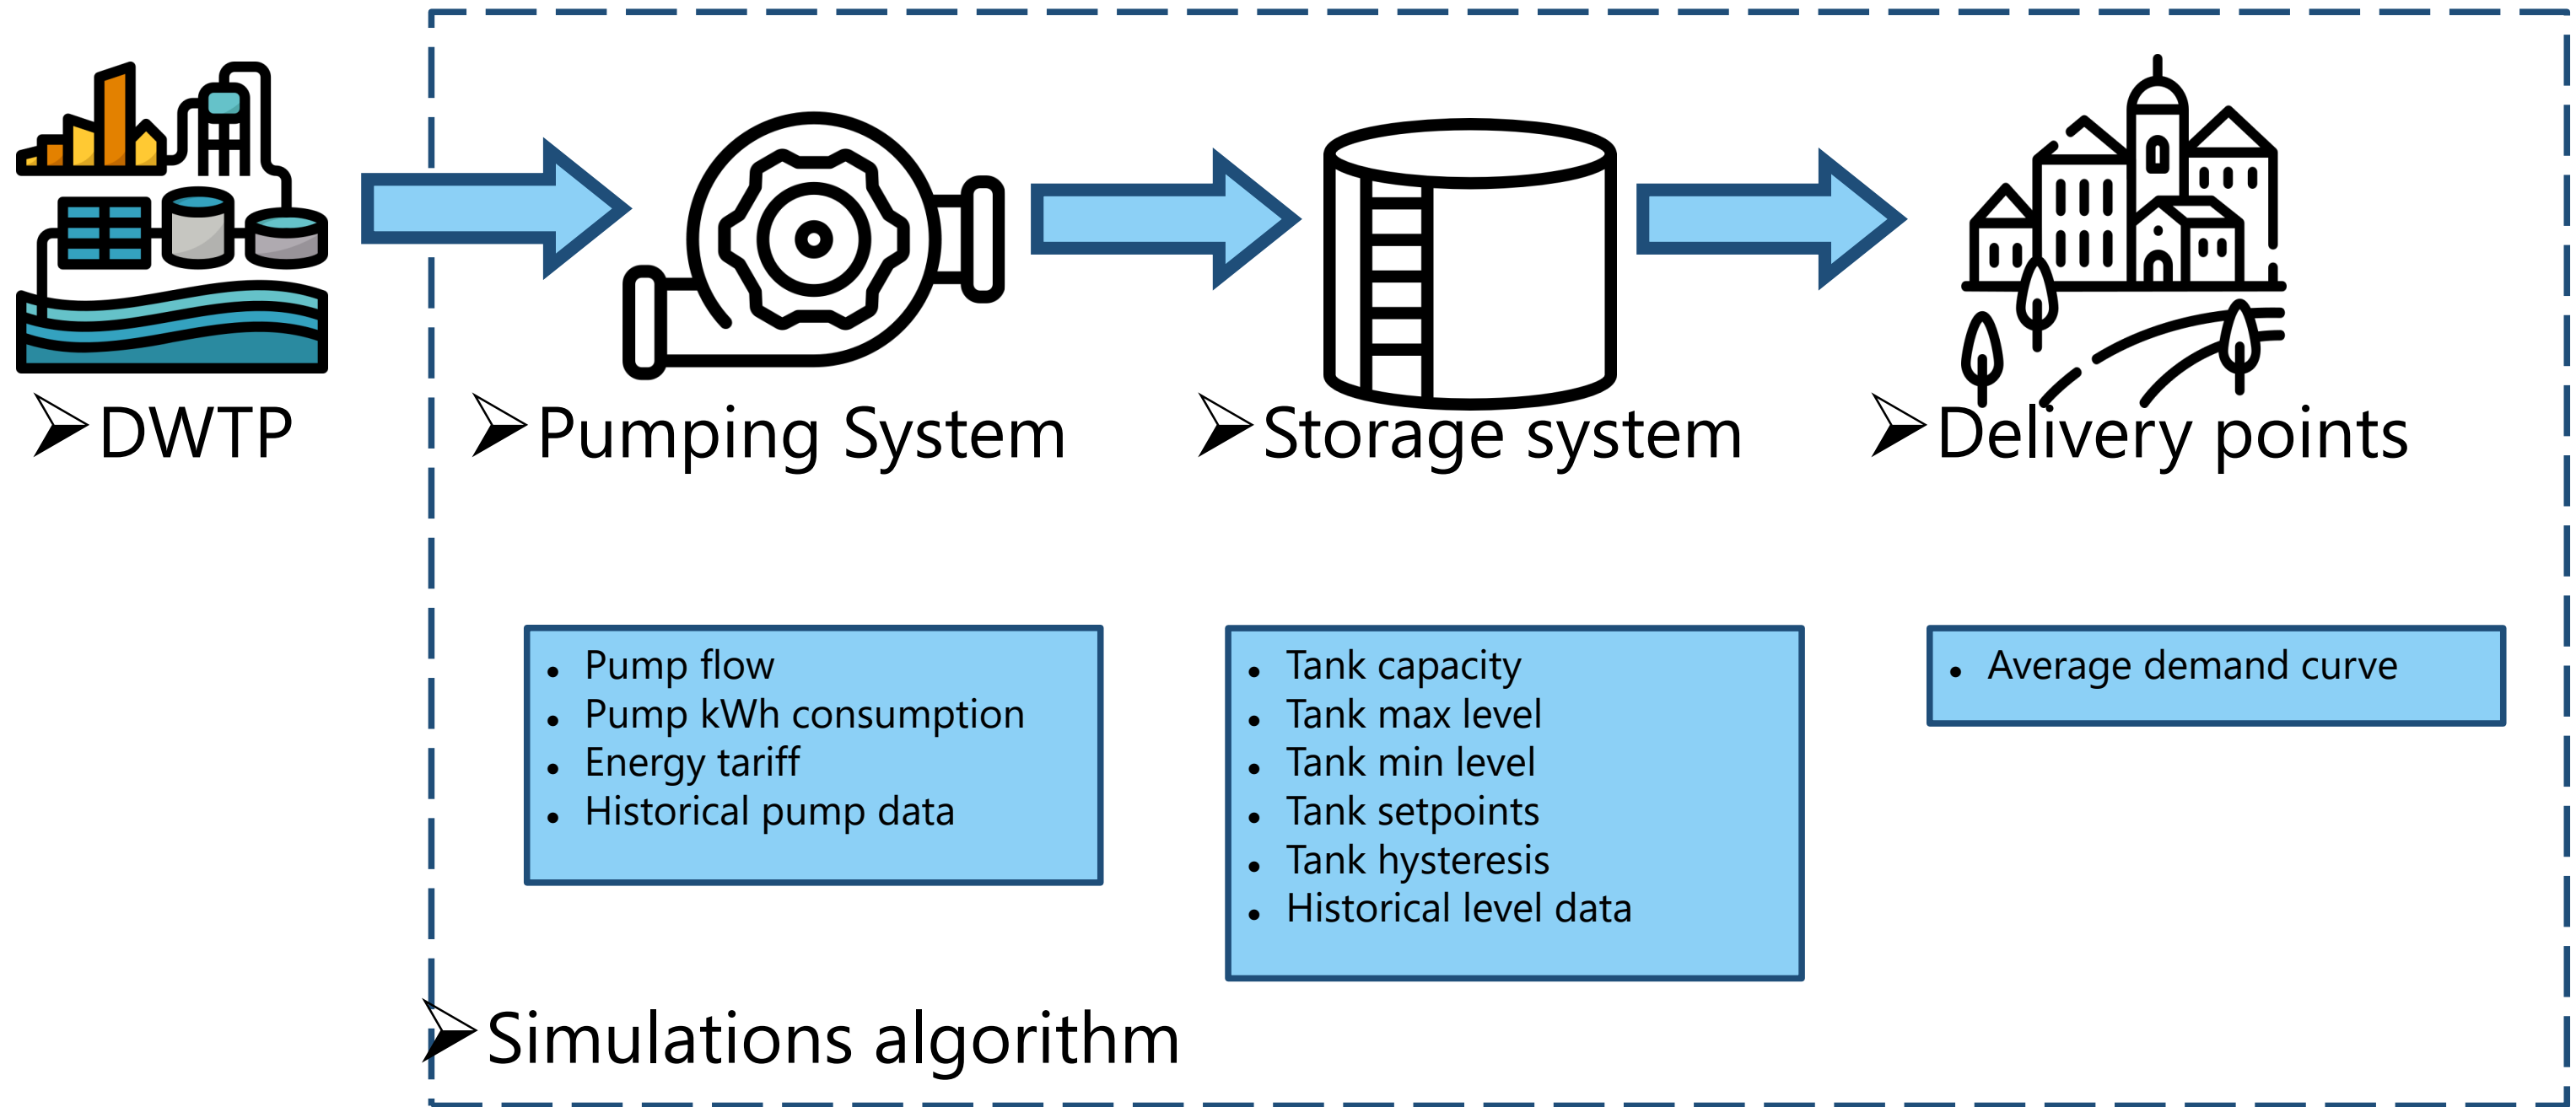 DWTP
Pumping System
Storage system
Delivery points
• Pump flow
• Pump kWh consumption
• Energy tariff
• Historical pump data
• Tank capacity
• Tank max level
• Tank min level
• Tank setpoints
• Tank hysteresis
• Historical level data
• Average demand curve
Simulations algorithm